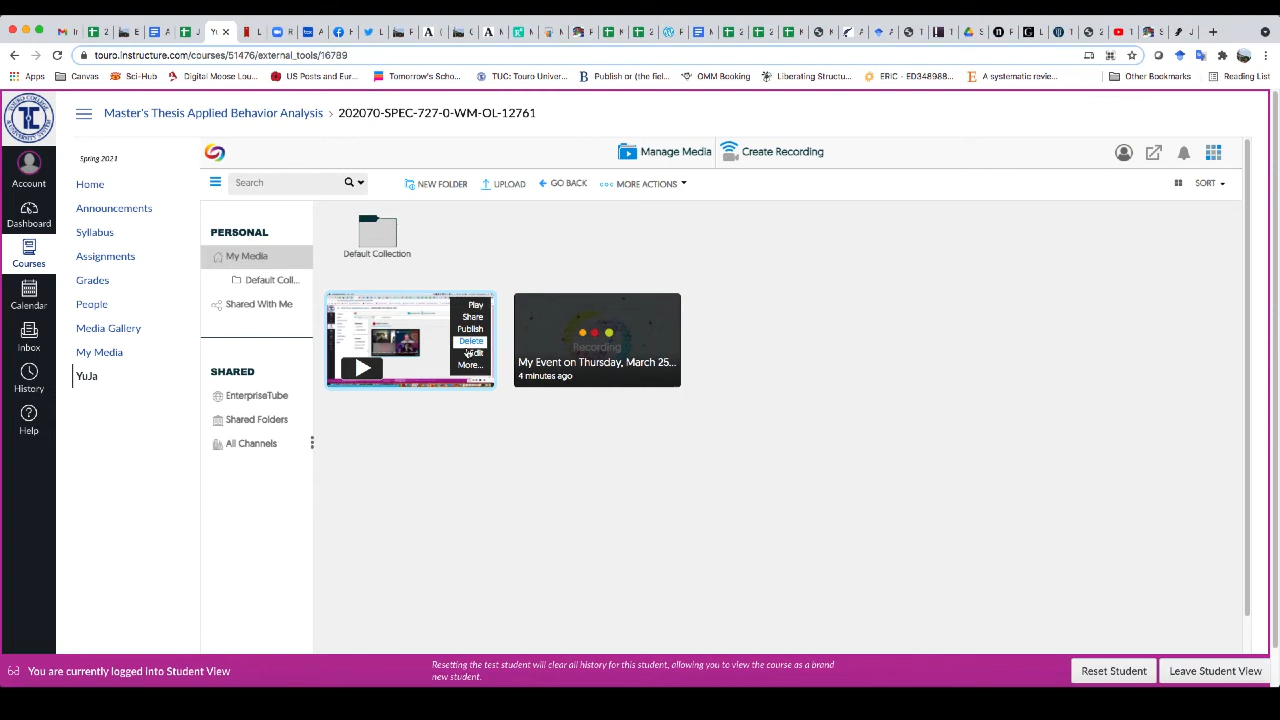 touro.instructure.com/courses/51476/external_tools/16789
Apps Canvas Sci-Hub Digital Moose Lou... US Posts and Eur... Tomorrow's Scho... TUC: Touro Univer... Publish or (the fiel... OMM Booking Liberating Structu... ERIC - ED348988... A systematic revie... Other Bookmarks Reading List
Master's Thesis Applied Behavior Analysis › 202070-SPEC-727-0-WM-OL-12761
Spring 2021
Account
Dashboard
Courses
Calendar
Inbox
History
Help
Home
Announcements
Syllabus
Assignments
Grades
People
Media Gallery
My Media
YuJa
Manage Media Create Recording
Search NEW FOLDER UPLOAD GO BACK MORE ACTIONS SORT
PERSONAL
My Media
Default Coll...
Shared With Me
SHARED
EnterpriseTube
Shared Folders
All Channels
Default Collection
Play
Share
Publish
Delete
Edit
More...
Recording
My Event on Thursday, March 25...
4 minutes ago
You are currently logged into Student View
Resetting the test student will clear all history for this student, allowing you to view the course as a brand
new student.
Reset Student Leave Student View